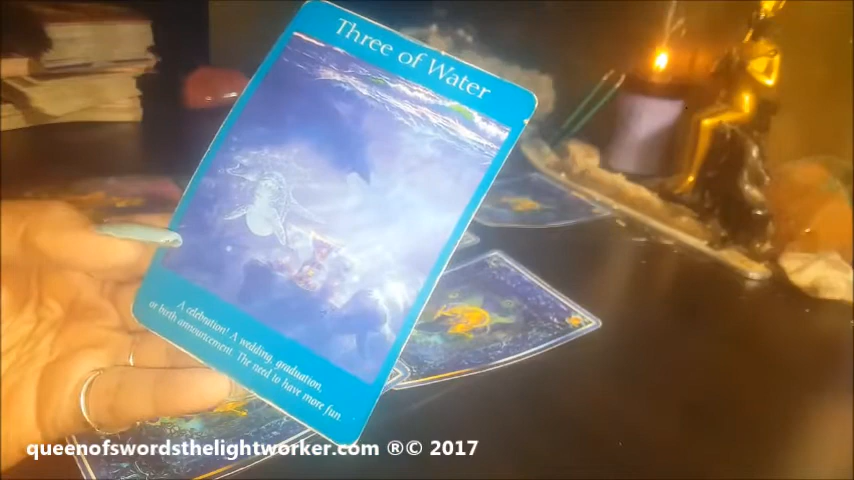 Three of Water
A celebration! A wedding, graduation,
or birth announcement. The need to have more fun.
queenofswordsthelightworker.com ®© 2017